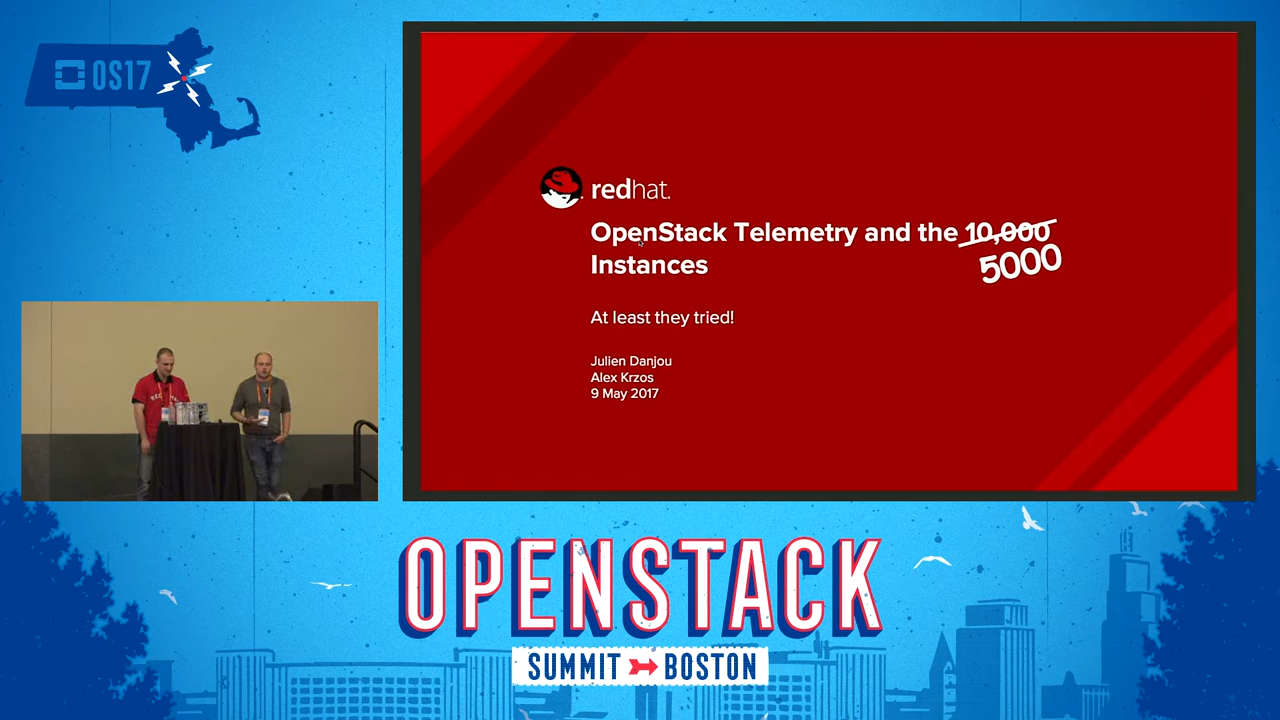 OS17
redhat.
OpenStack Telemetry and the 10,000
5000
Instances
At least they tried!
Julien Danjou
Alex Krzos
9 May 2017
OPENSTACK
SUMMIT BOSTON